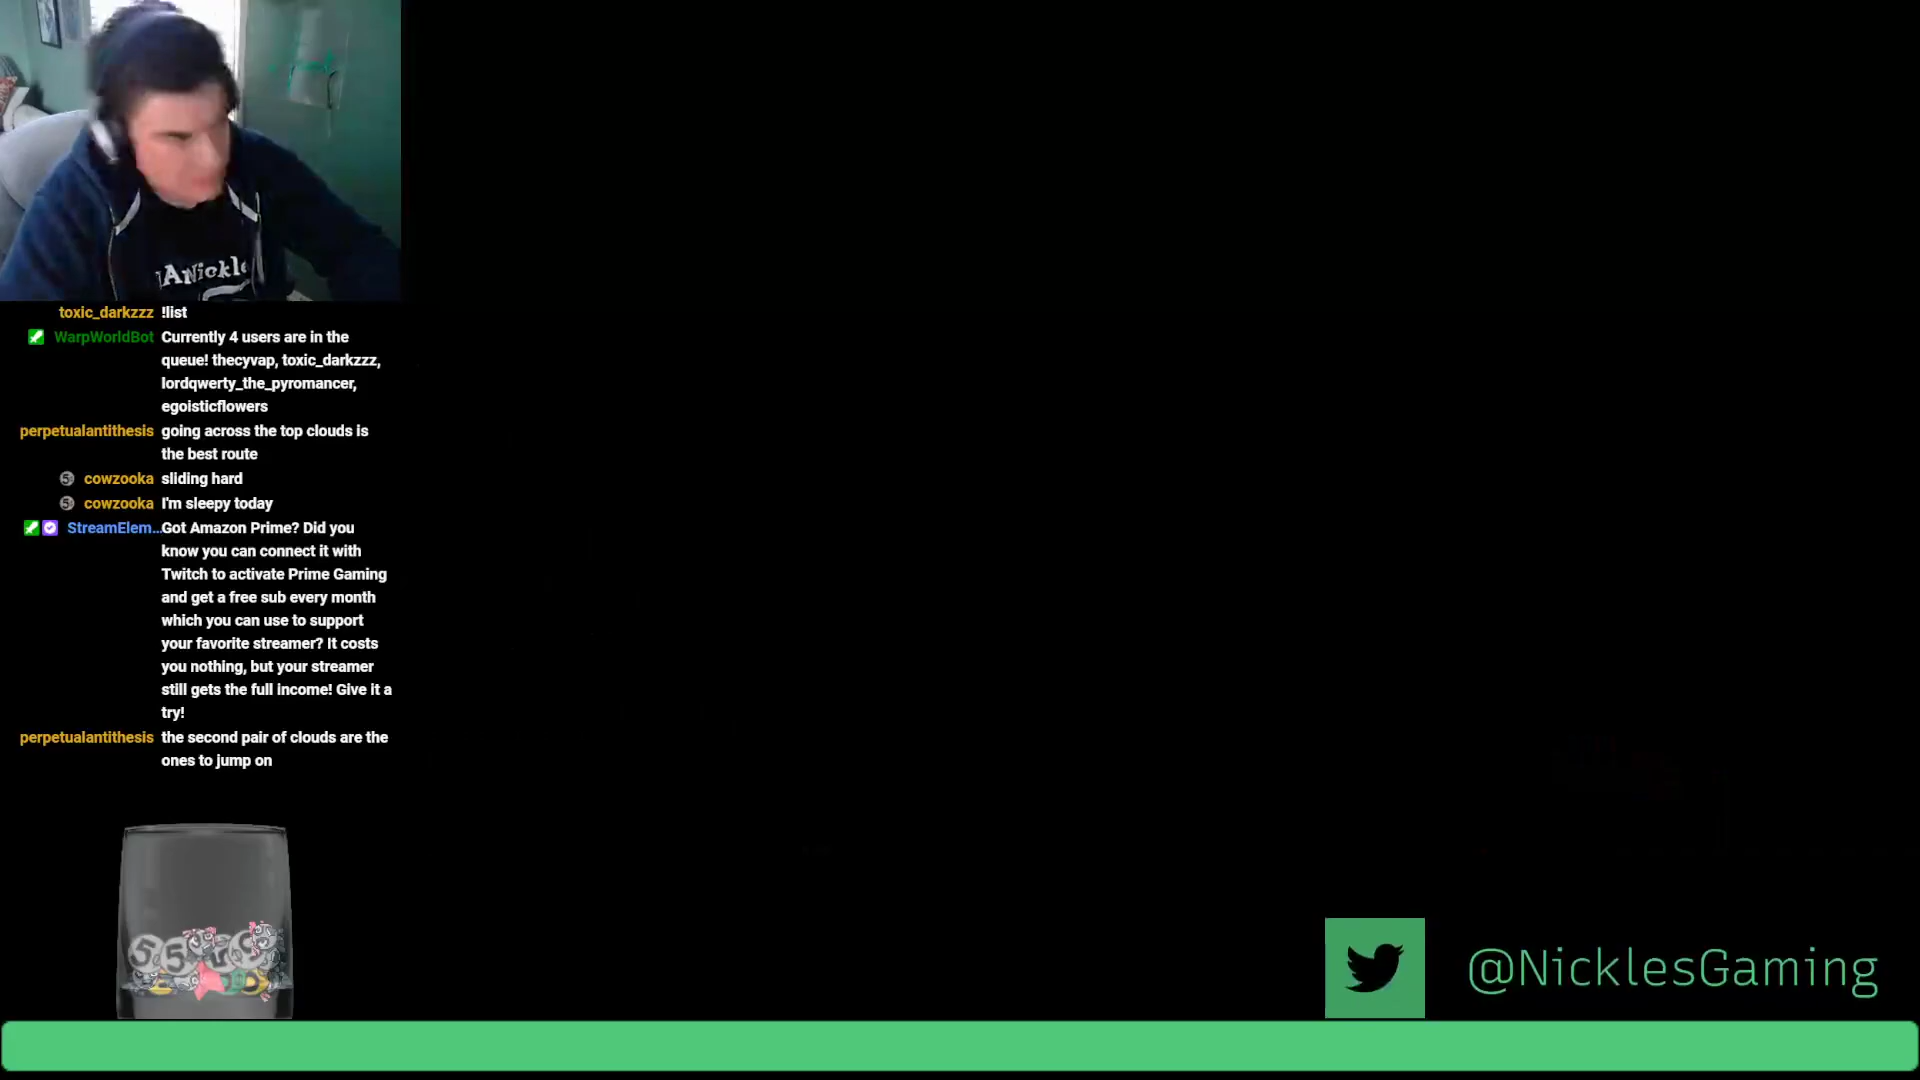 toxic_darkzzz !list
WarpWorldBot Currently 4 users are in the
queue! thecyvap, toxic_darkzzz,
lordqwerty_the_pyromancer,
egoisticflowers
perpetualantithesis going across the top clouds is
the best route
cowzooka sliding hard
cowzooka I'm sleepy today
StreamElem... Got Amazon Prime? Did you
know you can connect it with
Twitch to activate Prime Gaming
and get a free sub every month
which you can use to support
your favorite streamer? It costs
you nothing, but your streamer
still gets the full income! Give it a
try!
perpetualantithesis the second pair of clouds are the
ones to jump on
@NicklesGaming